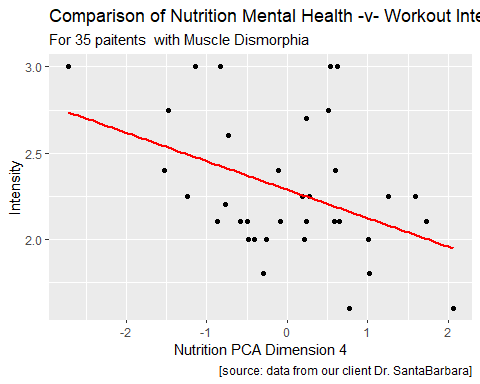 Comparison of Nutrition Mental Health -v- Workout Inte
For 35 paitents  with Muscle Dismorphia
3.0
2.5
2.0
Intensity
-2
-1
0
1
2
Nutrition PCA Dimension 4
[source: data from our client Dr. SantaBarbara]